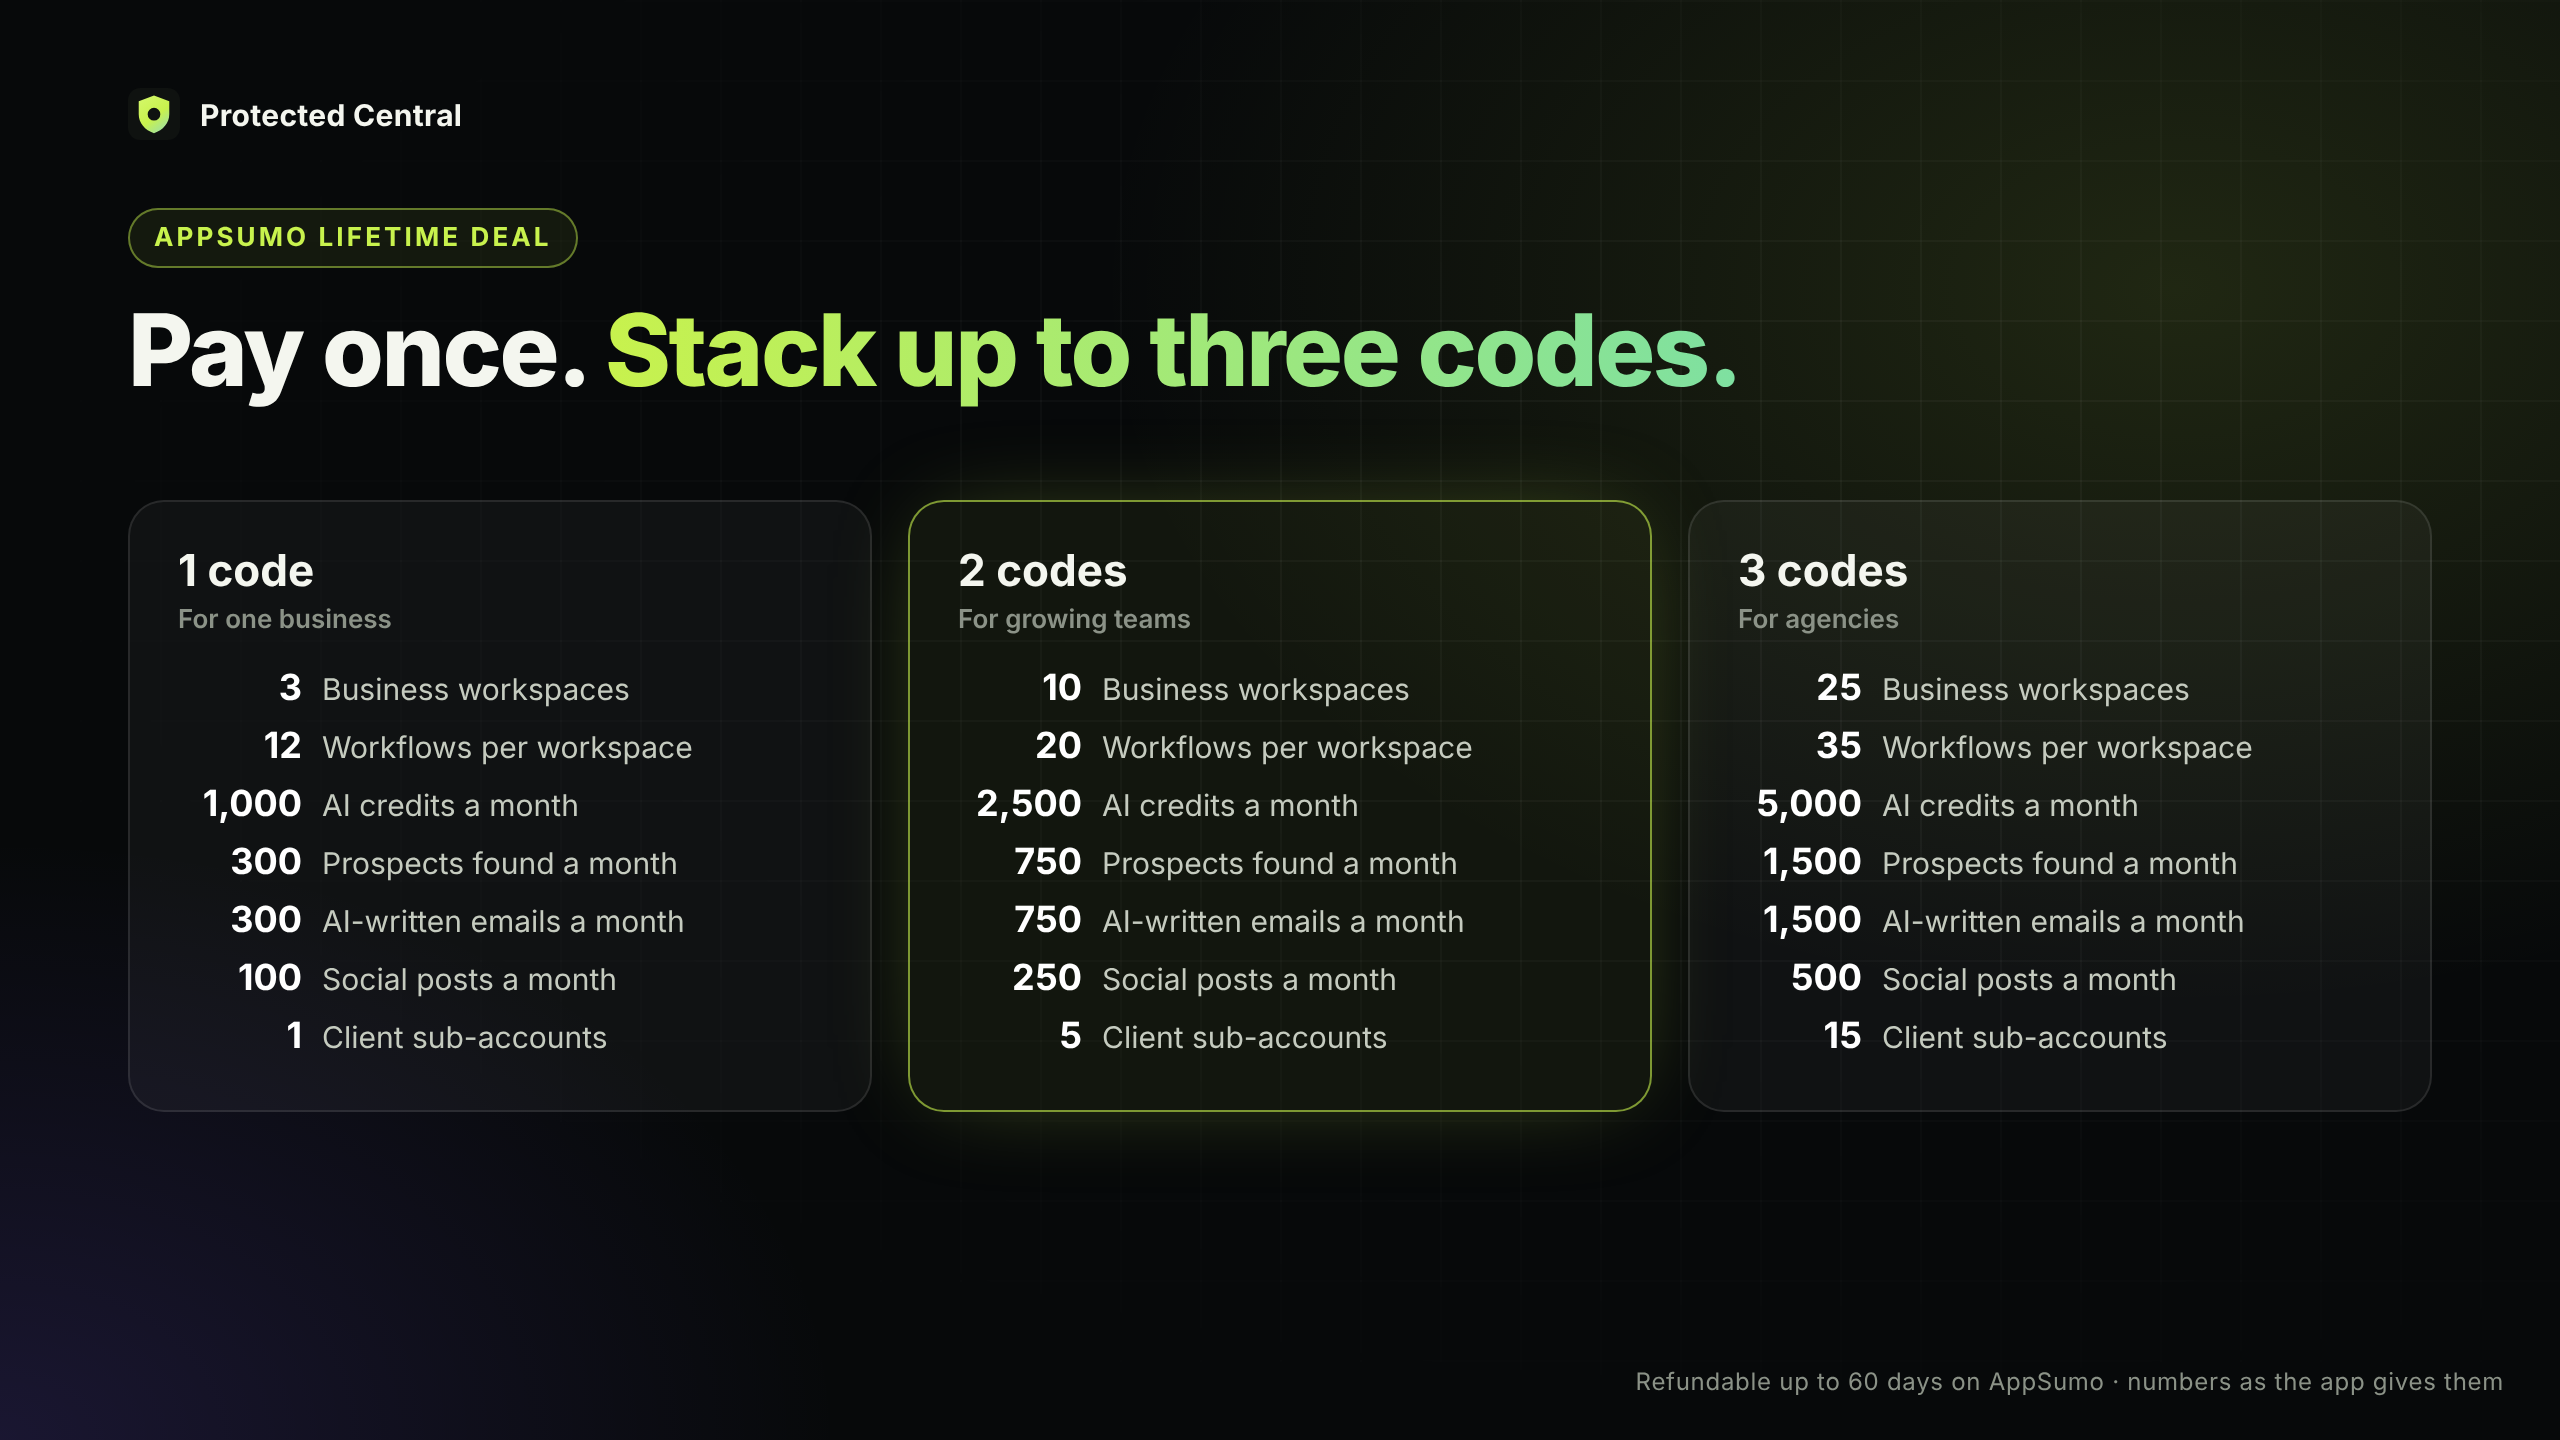 Protected Central
APPSUMO LIFETIME DEAL
Pay once. Stack up to three codes.
1 code
For one business
3 Business workspaces
12 Workflows per workspace
1,000 AI credits a month
300 Prospects found a month
300 AI-written emails a month
100 Social posts a month
1 Client sub-accounts
2 codes
For growing teams
10 Business workspaces
20 Workflows per workspace
2,500 AI credits a month
750 Prospects found a month
750 AI-written emails a month
250 Social posts a month
5 Client sub-accounts
3 codes
For agencies
25 Business workspaces
35 Workflows per workspace
5,000 AI credits a month
1,500 Prospects found a month
1,500 AI-written emails a month
500 Social posts a month
15 Client sub-accounts
Refundable up to 60 days on AppSumo · numbers as the app gives them